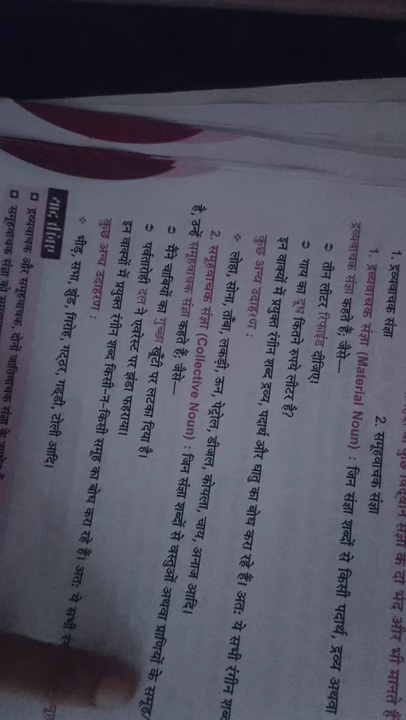 कुछ विद्वान संज्ञा के दो भेद और भी मानते हैं
1. द्रव्यवाचक संज्ञा 2. समूहवाचक संज्ञा
1. द्रव्यवाचक संज्ञा (Material Noun) : जिन संज्ञा शब्दों से किसी पदार्थ, द्रव्य अथवा
द्रव्यवाचक संज्ञा कहते हैं, जैसे—
तीन लीटर रिफाइंड दीजिए।
गाय का दूध कितने रुपये लीटर है?
इन वाक्यों में प्रयुक्त रंगीन शब्द द्रव्य, पदार्थ और धातु का बोध करा रहे हैं। अतः ये सभी रंगीन शब्द
कुछ अन्य उदाहरण :
❖ लोहा, सोना, तांबा, लकड़ी, ऊन, पेट्रोल, डीजल, कोयला, चाय, अनाज आदि।
2. समूहवाचक संज्ञा (Collective Noun) : जिन संज्ञा शब्दों से वस्तुओं अथवा प्राणियों के समूह
है, उन्हें समूहवाचक संज्ञा कहते हैं; जैसे—
मैंने चाबियों का गुच्छा खूँटी पर लटका दिया है।
पर्वतारोही दल ने एवरेस्ट पर झंडा फहराया।
इन वाक्यों में प्रयुक्त रंगीन शब्द किसी-न-किसी समूह का बोध करा रहे हैं। अतः ये सभी
कुछ अन्य उदाहरण :
❖ भीड़, सभा, झुंड, गिरोह, गट्ठर, गड्डी, टोली आदि।
याद रखिए
द्रव्यवाचक और समूहवाचक, दोनों जातिवाचक संज्ञा के
समूहवाचक संज्ञा को